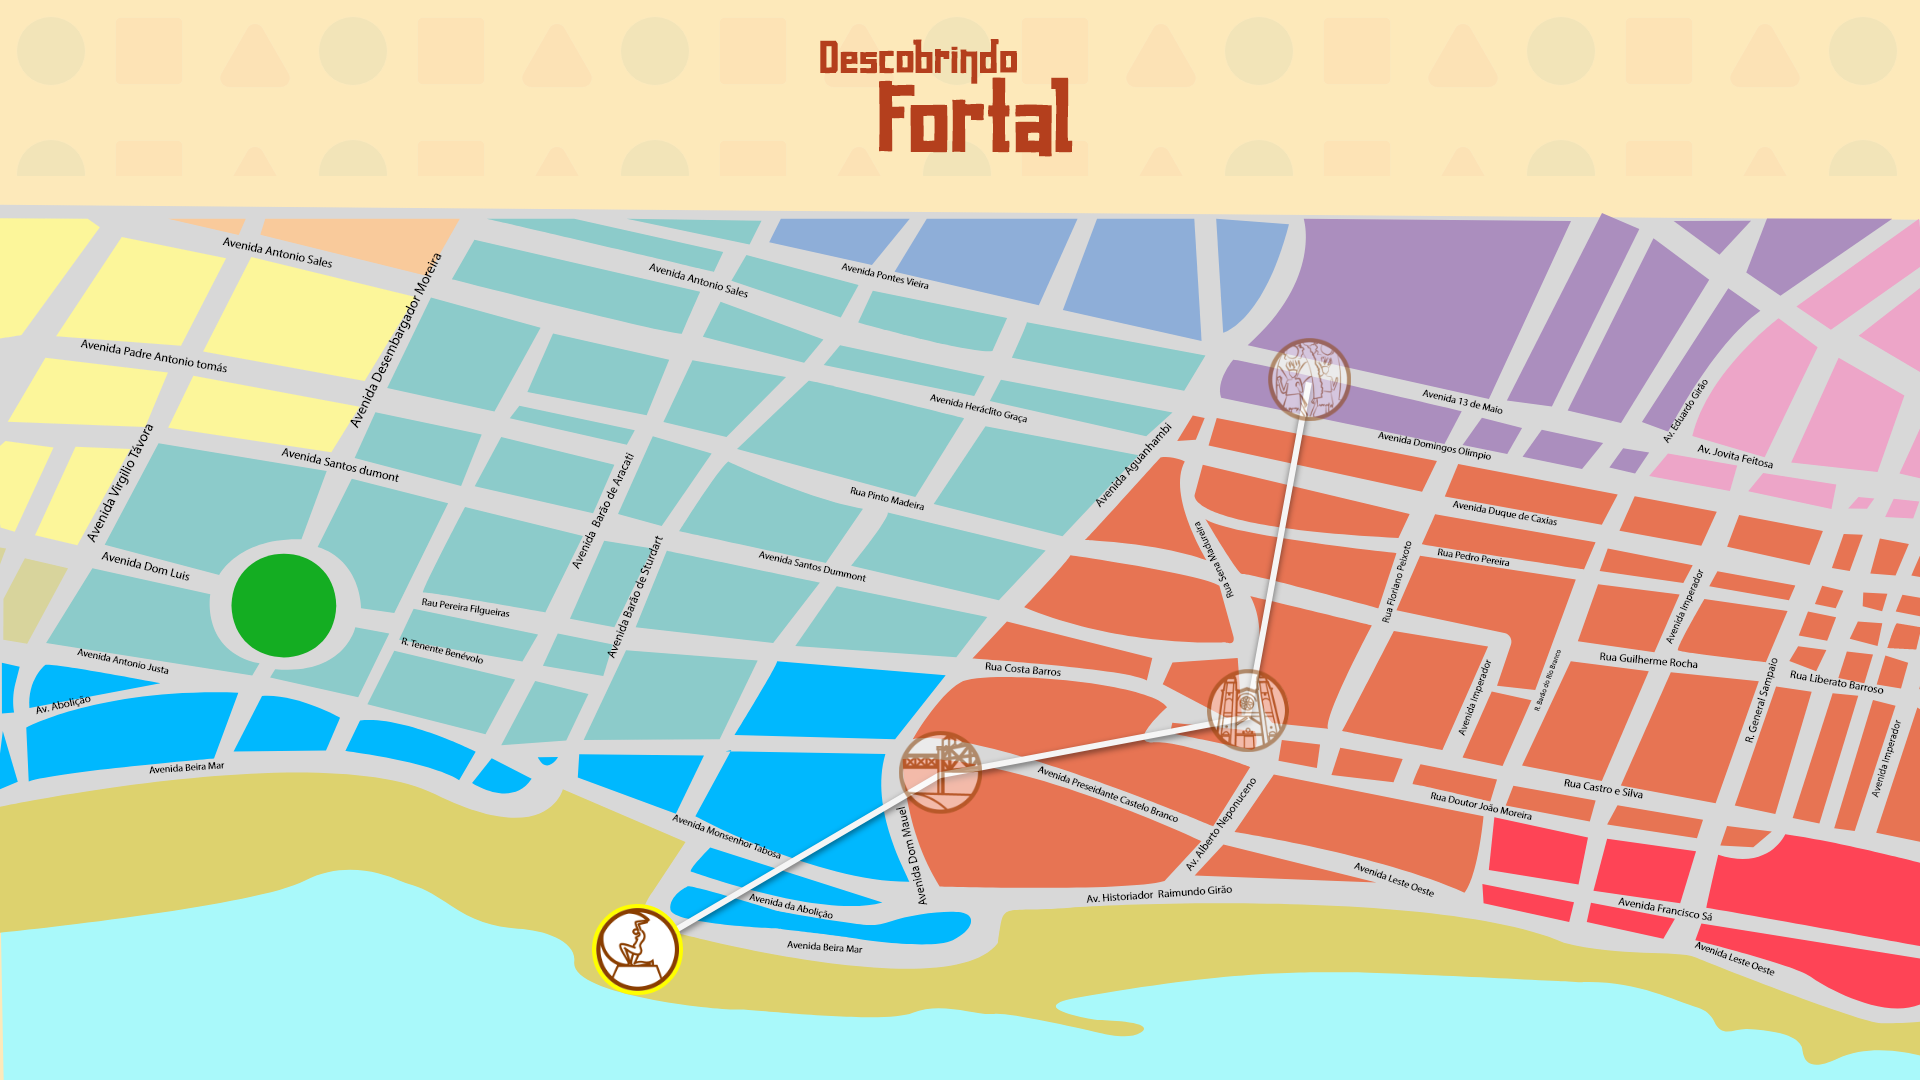 Descobrindo
Fortal
Avenida Antonio Sales
Avenida Desembargador Moreira
Avenida Antonio Sales
Avenida Pontes Vieira
Avenida Padre Antonio tomás
Avenida 13 de Maio
Av. Eduardo Girão
Avenida Heráclito Graça
Avenida Domingos Olimpio
Av. Jovita Feitosa
Avenida Aguanhambi
Avenida Virgilio Távora
Avenida Santos dumont
Avenida Barão de Aracati
Rua Pinto Madeira
Avenida Duque de Caxias
Rua Sena Madureira
Rua Floriano Peixoto
Rua Pedro Pereira
Avenida Dom Luis
Avenida Barão de Sturdart
Avenida Santos Dummont
Avenida Imperador
Rau Pereira Filgueiras
R. Tenente Benévolo
Avenida Antonio Justa
Rua Costa Barros
Avenida Imperador
R. Barão do Rio Branco
Rua Guilherme Rocha
R. General Sampaio
Rua Liberato Barroso
Av. Abolição
Avenida Imperador
Avenida Beira Mar
Avenida Preseidante Castelo Branco
Av. Alberto Neponuceno
Rua Castro e Silva
Rua Doutor João Moreira
Avenida Monsenhor Tabosa
Avenida Dom Mauel
Avenida Leste Oeste
Av. Historiador Raimundo Girão
Avenida da Abolição
Avenida Francisco Sá
Avenida Beira Mar
Avenida Leste Oeste